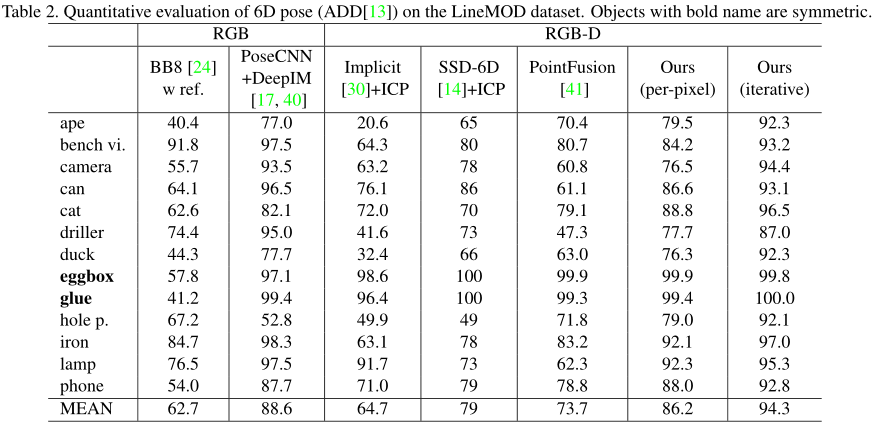 Table 2. Quantitative evaluation of 6D pose (ADD[13]) on the LineMOD dataset. Objects with bold name are symmetric.
RGB RGB-D
BB8 [24] w ref. PoseCNN +DeepIM [17, 40] Implicit [30]+ICP SSD-6D [14]+ICP PointFusion [41] Ours (per-pixel) Ours (iterative)
ape 40.4 77.0 20.6 65 70.4 79.5 92.3
bench vi. 91.8 97.5 64.3 80 80.7 84.2 93.2
camera 55.7 93.5 63.2 78 60.8 76.5 94.4
can 64.1 96.5 76.1 86 61.1 86.6 93.1
cat 62.6 82.1 72.0 70 79.1 88.8 96.5
driller 74.4 95.0 41.6 73 47.3 77.7 87.0
duck 44.3 77.7 32.4 66 63.0 76.3 92.3
eggbox 57.8 97.1 98.6 100 99.9 99.9 99.8
glue 41.2 99.4 96.4 100 99.3 99.4 100.0
hole p. 67.2 52.8 49.9 49 71.8 79.0 92.1
iron 84.7 98.3 63.1 78 83.2 92.1 97.0
lamp 76.5 97.5 91.7 73 62.3 92.3 95.3
phone 54.0 87.7 71.0 79 78.8 88.0 92.8
MEAN 62.7 88.6 64.7 79 73.7 86.2 94.3